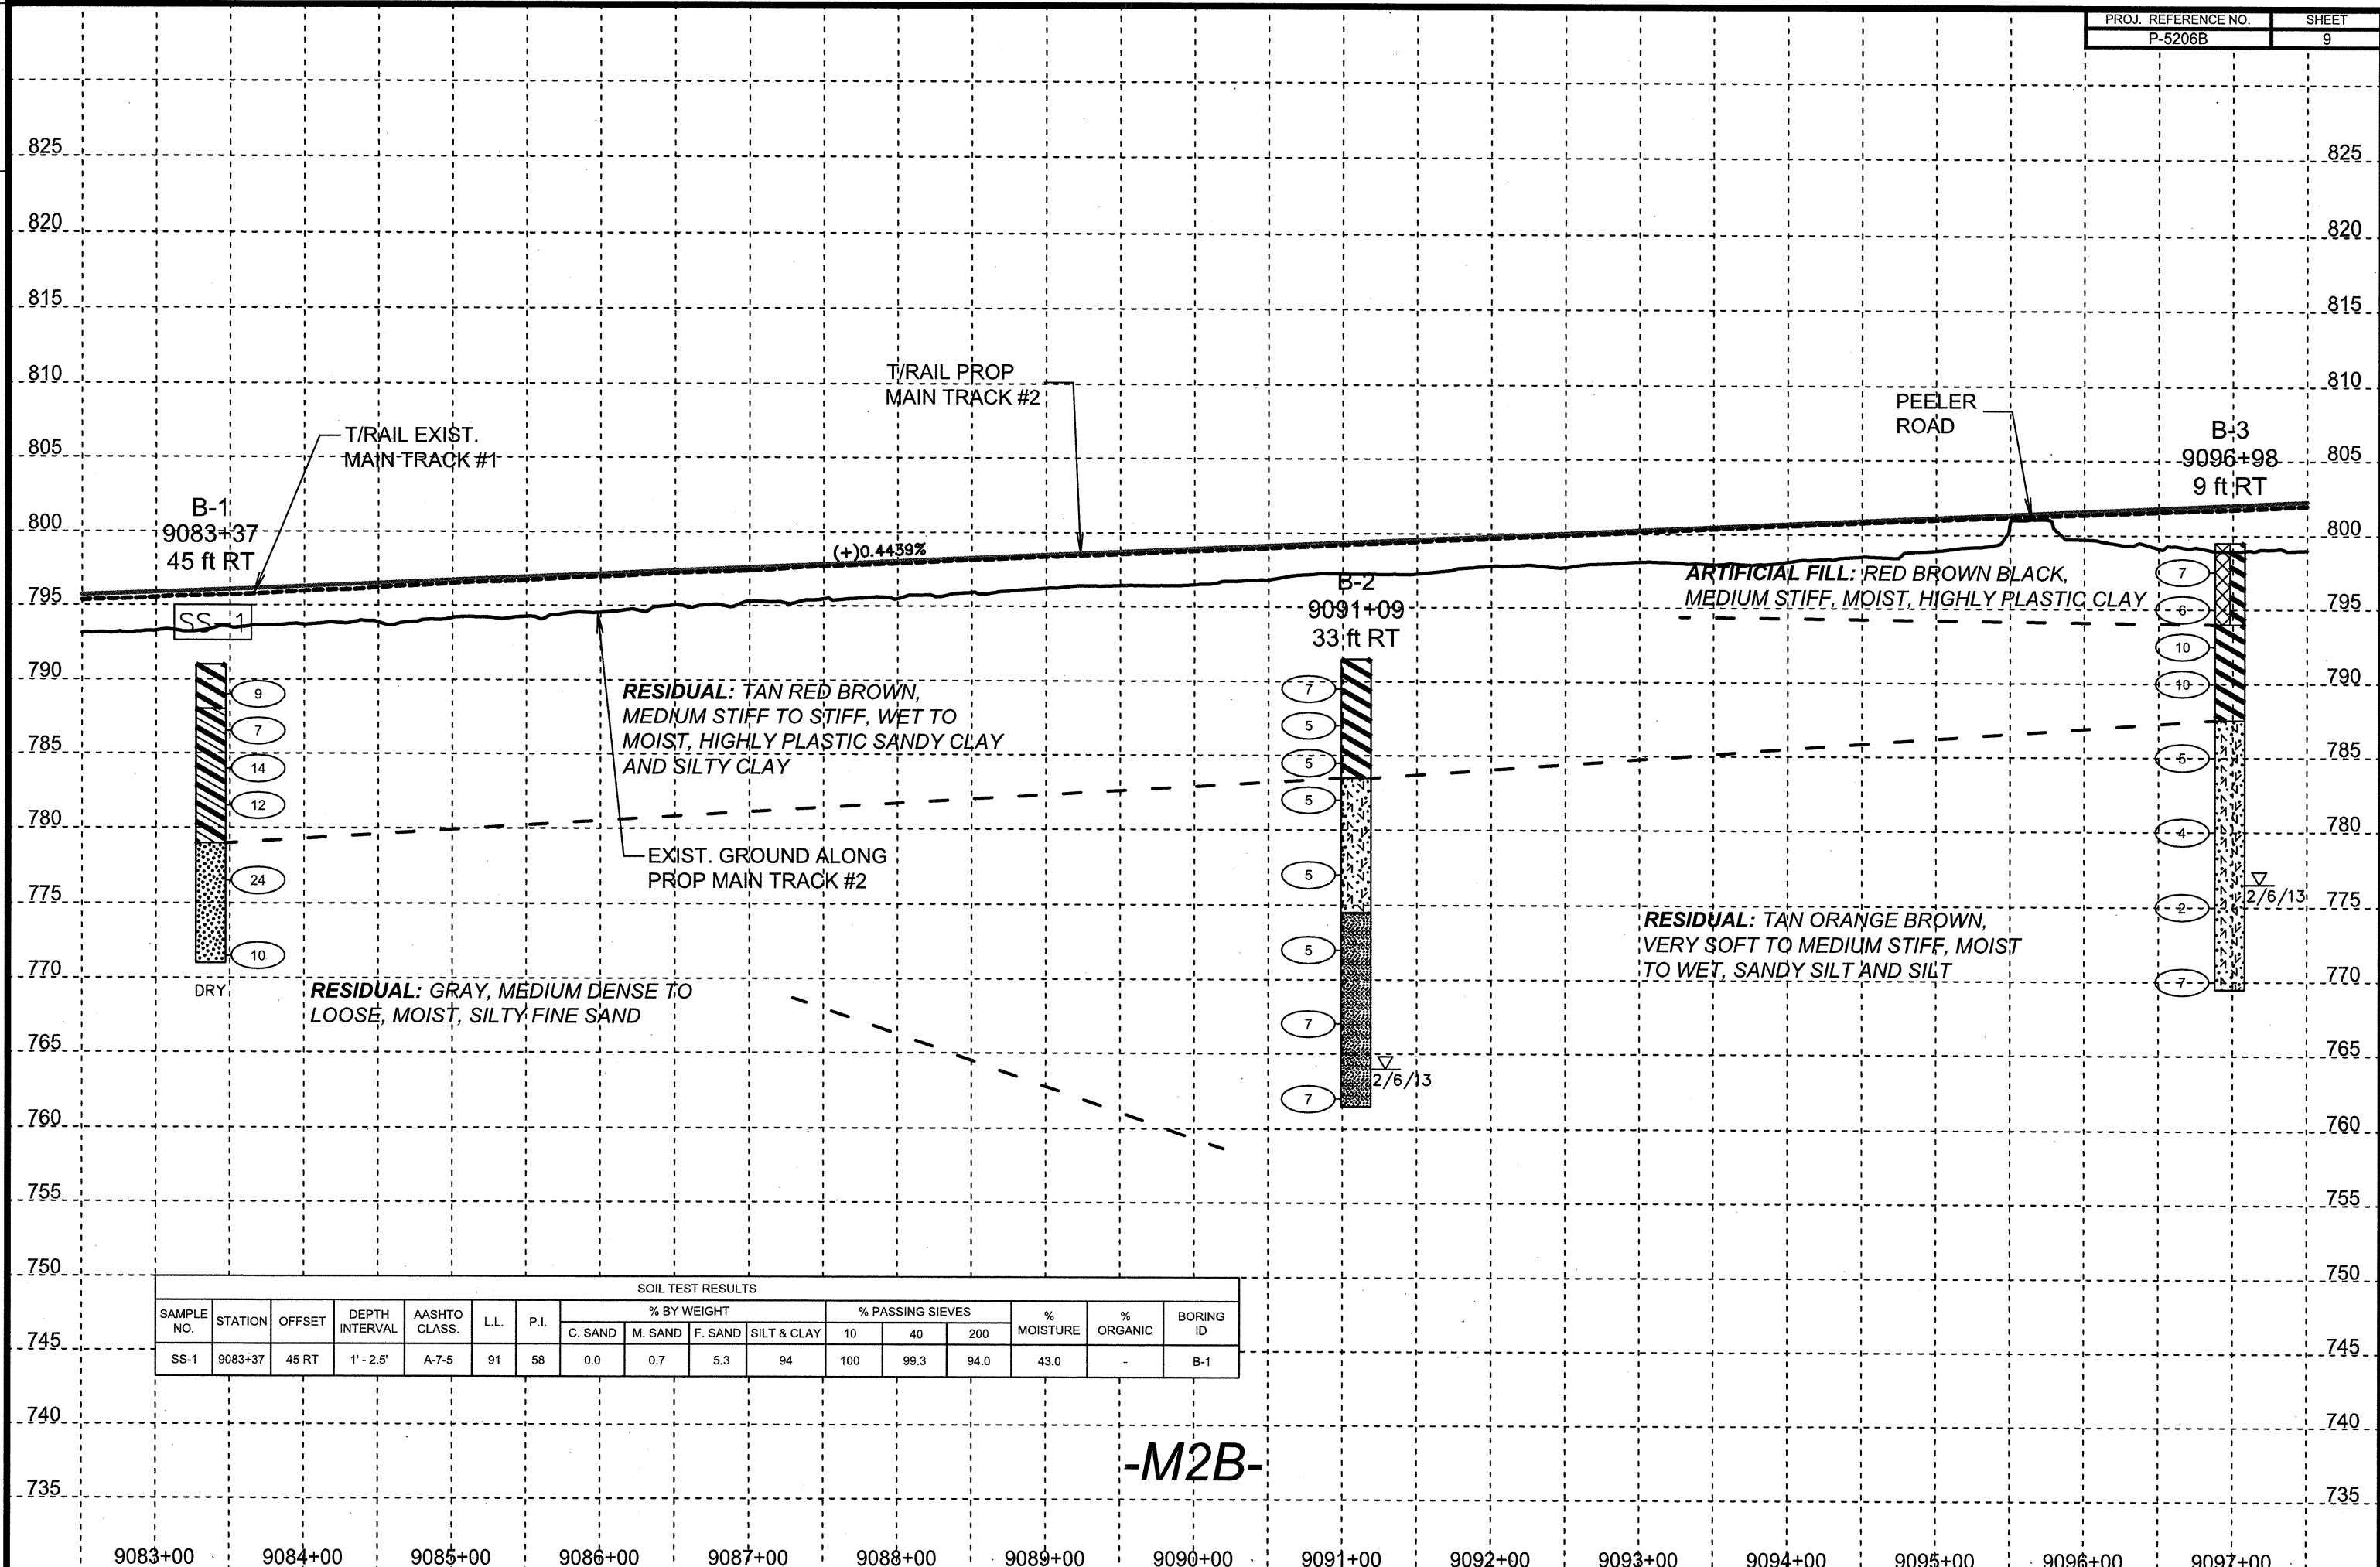 PROJ. REFERENCE NO. SHEET
P-5206B 9
825 825
820 820
815 815
810 810
805 805
800 800
795 795
790 790
785 785
780 780
775 775
770 770
765 765
760 760
755 755
750 750
745 745
740 740
735 735
T/RAIL EXIST.
MAIN TRACK #1
T/RAIL PROP
MAIN TRACK #2
PEELER
ROAD
(+)0.4439%
B-1
9083+37
45 ft RT
SS-1
9
7
14
12
24
10
DRY
B-2
9091+09
33 ft RT
7
5
5
5
5
5
7
7
2/6/13
B-3
9096+98
9 ft RT
7
6
10
10
5
4
2
7
2/6/13
ARTIFICIAL FILL: RED BROWN BLACK,
MEDIUM STIFF, MOIST, HIGHLY PLASTIC CLAY
RESIDUAL: TAN RED BROWN,
MEDIUM STIFF TO STIFF, WET TO
MOIST, HIGHLY PLASTIC SANDY CLAY
AND SILTY CLAY
EXIST. GROUND ALONG
PROP MAIN TRACK #2
RESIDUAL: TAN ORANGE BROWN,
VERY SOFT TO MEDIUM STIFF, MOIST
TO WET, SANDY SILT AND SILT
RESIDUAL: GRAY, MEDIUM DENSE TO
LOOSE, MOIST, SILTY FINE SAND
SOIL TEST RESULTS
SAMPLE NO. STATION OFFSET DEPTH INTERVAL AASHTO CLASS. L.L. P.I. % BY WEIGHT % PASSING SIEVES % MOISTURE % ORGANIC BORING ID
C. SAND M. SAND F. SAND SILT & CLAY 10 40 200
SS-1 9083+37 45 RT 1' - 2.5' A-7-5 91 58 0.0 0.7 5.3 94 100 99.3 94.0 43.0 - B-1
-M2B-
9083+00 9084+00 9085+00 9086+00 9087+00 9088+00 9089+00 9090+00 9091+00 9092+00 9093+00 9094+00 9095+00 9096+00 9097+00